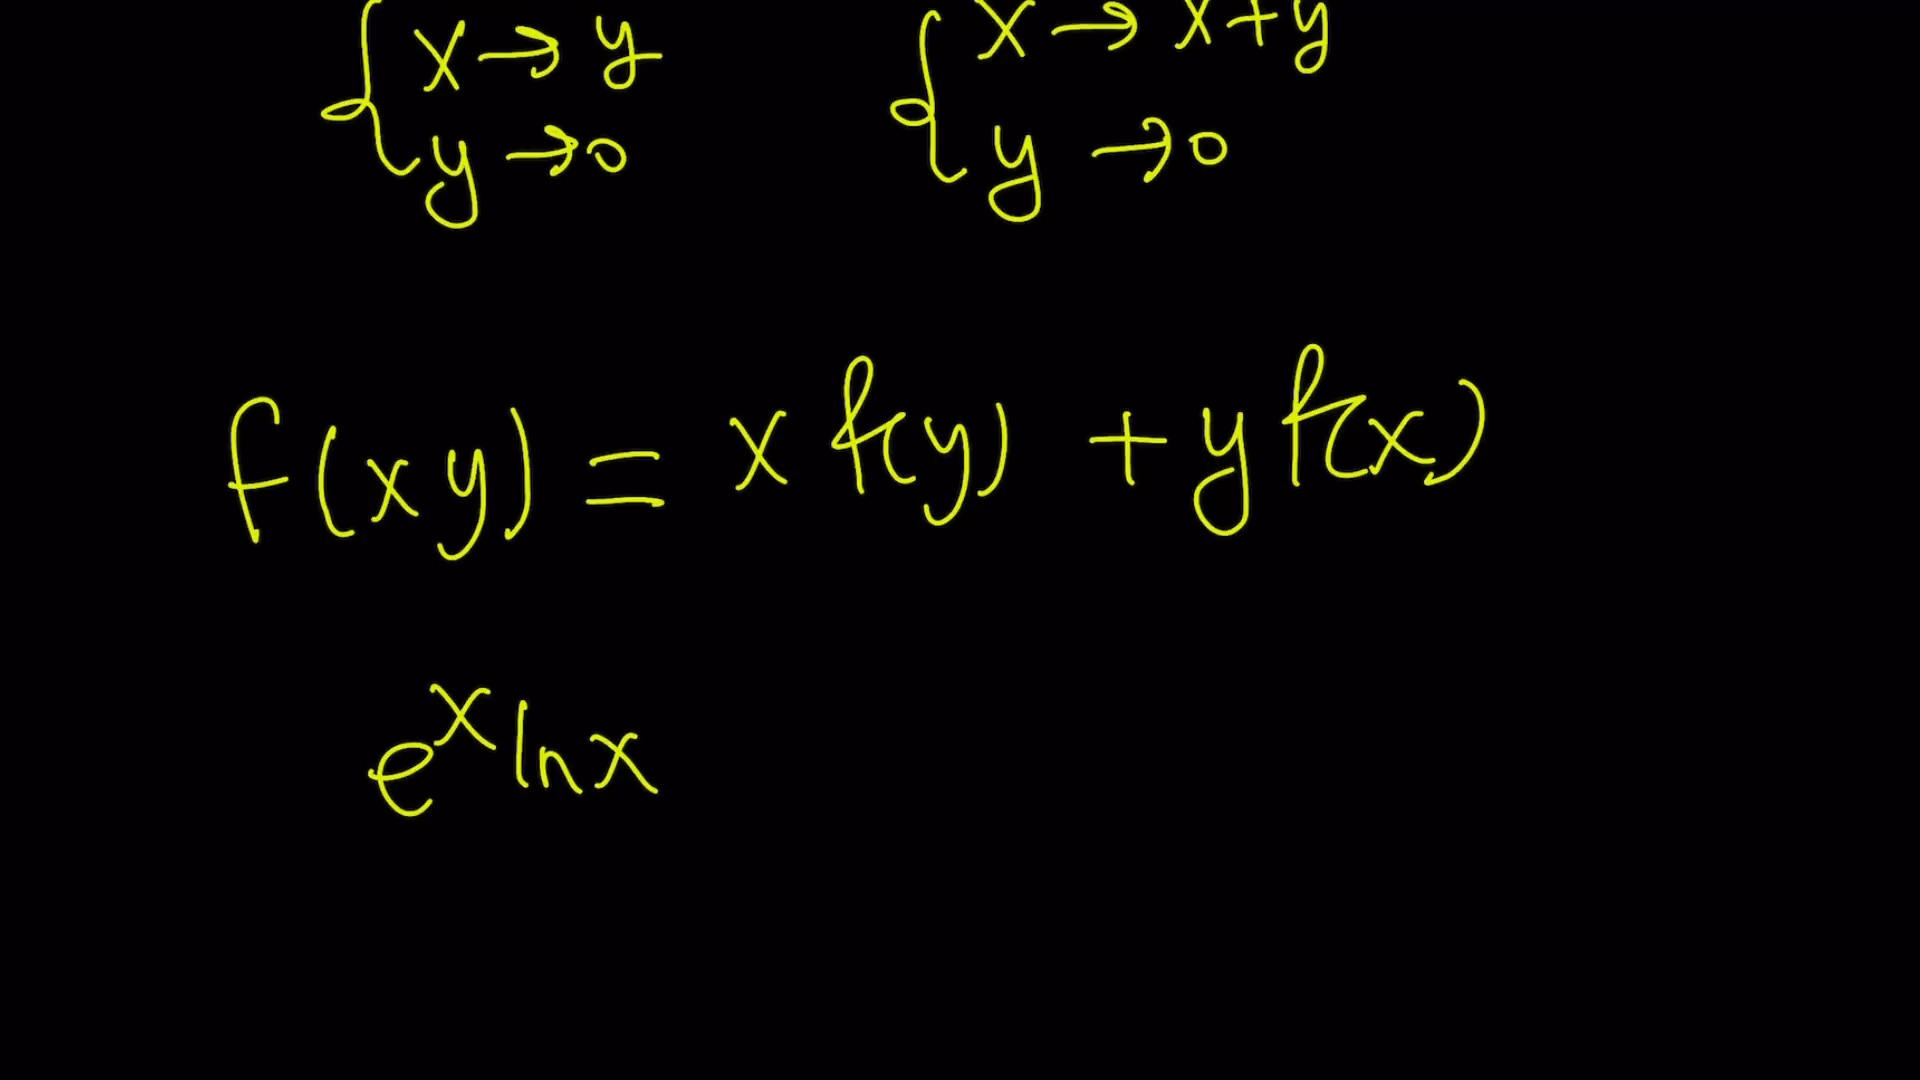 x → y x → x+y
y → 0 y → 0
f(xy) = x f(y) + y f(x)
e^x ln x